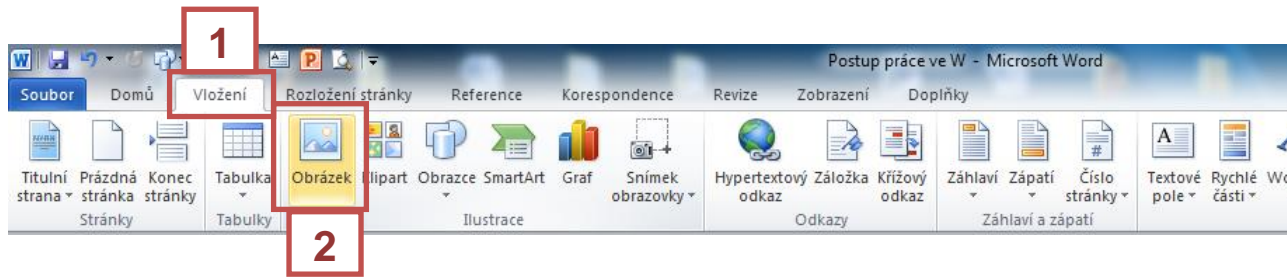 1
Postup práce ve W - Microsoft Word
Soubor Domů Vložení Rozložení stránky Reference Korespondence Revize Zobrazení Doplňky
Titulní strana Prázdná stránka Konec stránky Tabulka Obrázek Klipart Obrazce SmartArt Graf Snímek obrazovky Hypertextový odkaz Záložka Křížový odkaz Záhlaví Zápatí Číslo stránky Textové pole Rychlé části
Stránky Tabulky Ilustrace Odkazy Záhlaví a zápatí
2